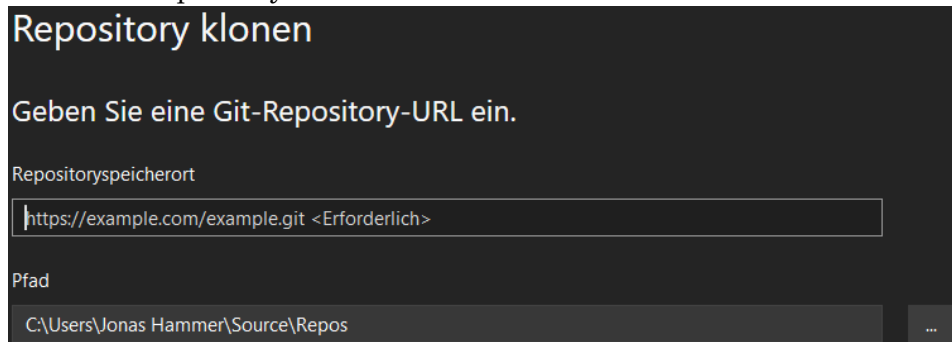 Repository klonen
Geben Sie eine Git-Repository-URL ein.
Repositoryspeicherort
https://example.com/example.git <Erforderlich>
Pfad
C:\Users\Jonas Hammer\Source\Repos
...